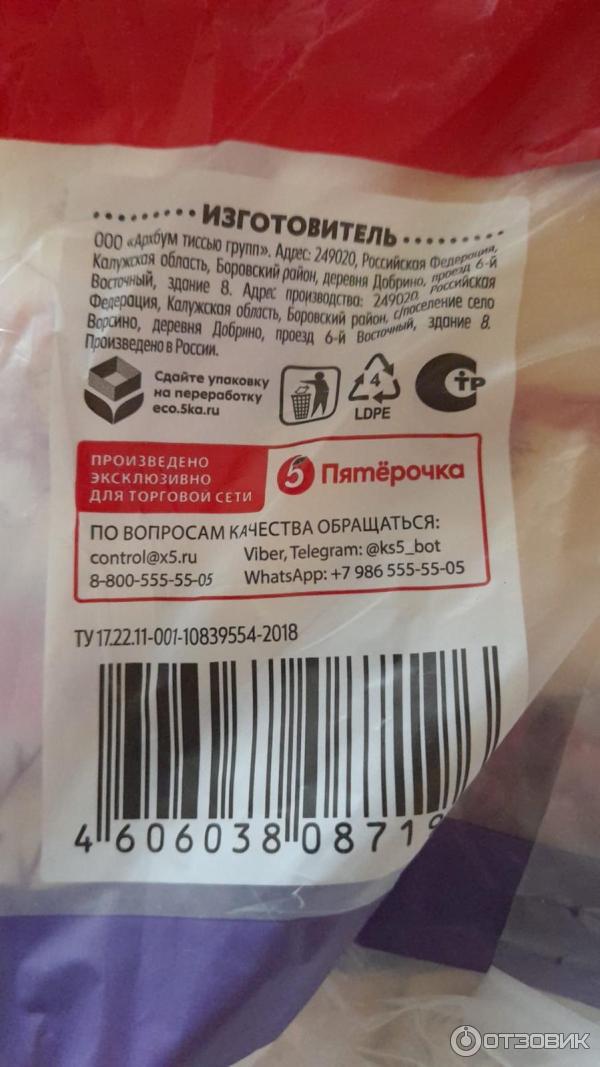 ИЗГОТОВИТЕЛЬ
ООО «Архбум тиссью групп». Адрес: 249020, Российская Федерация,
Калужская область, Боровский район, деревня Добрино, проезд 6-й
Восточный, здание 8. Адрес производства: 249020, Российская
Федерация, Калужская область, Боровский район, с/поселение село
Ворсино, деревня Добрино, проезд 6-й Восточный, здание 8.
Произведено в России.
Сдайте упаковку
на переработку
eco.5ka.ru
4
LDPE
СТР
ПРОИЗВЕДЕНО
ЭКСКЛЮЗИВНО
ДЛЯ ТОРГОВОЙ СЕТИ
5 Пятёрочка
ПО ВОПРОСАМ КАЧЕСТВА ОБРАЩАТЬСЯ:
control@x5.ru Viber, Telegram: @ks5_bot
8-800-555-55-05 WhatsApp: +7 986 555-55-05
ТУ 17.22.11-001-10839554-2018
4 606038 08719
ОТЗОВИК